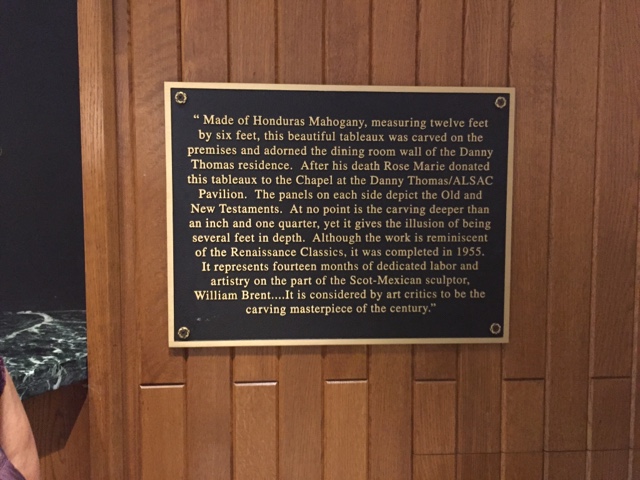 “ Made of Honduras Mahogany, measuring twelve feet
by six feet, this beautiful tableaux was carved on the
premises and adorned the dining room wall of the Danny
Thomas residence.  After his death Rose Marie donated
this tableaux to the Chapel at the Danny Thomas/ALSAC
Pavilion.  The panels on each side depict the Old and
New Testaments.  At no point is the carving deeper than
an inch and one quarter, yet it gives the illusion of being
several feet in depth.  Although the work is reminiscent
of the Renaissance Classics, it was completed in 1955.
It represents fourteen months of dedicated labor and
artistry on the part of the Scot-Mexican sculptor,
William Brent....It is considered by art critics to be the
carving masterpiece of the century.”